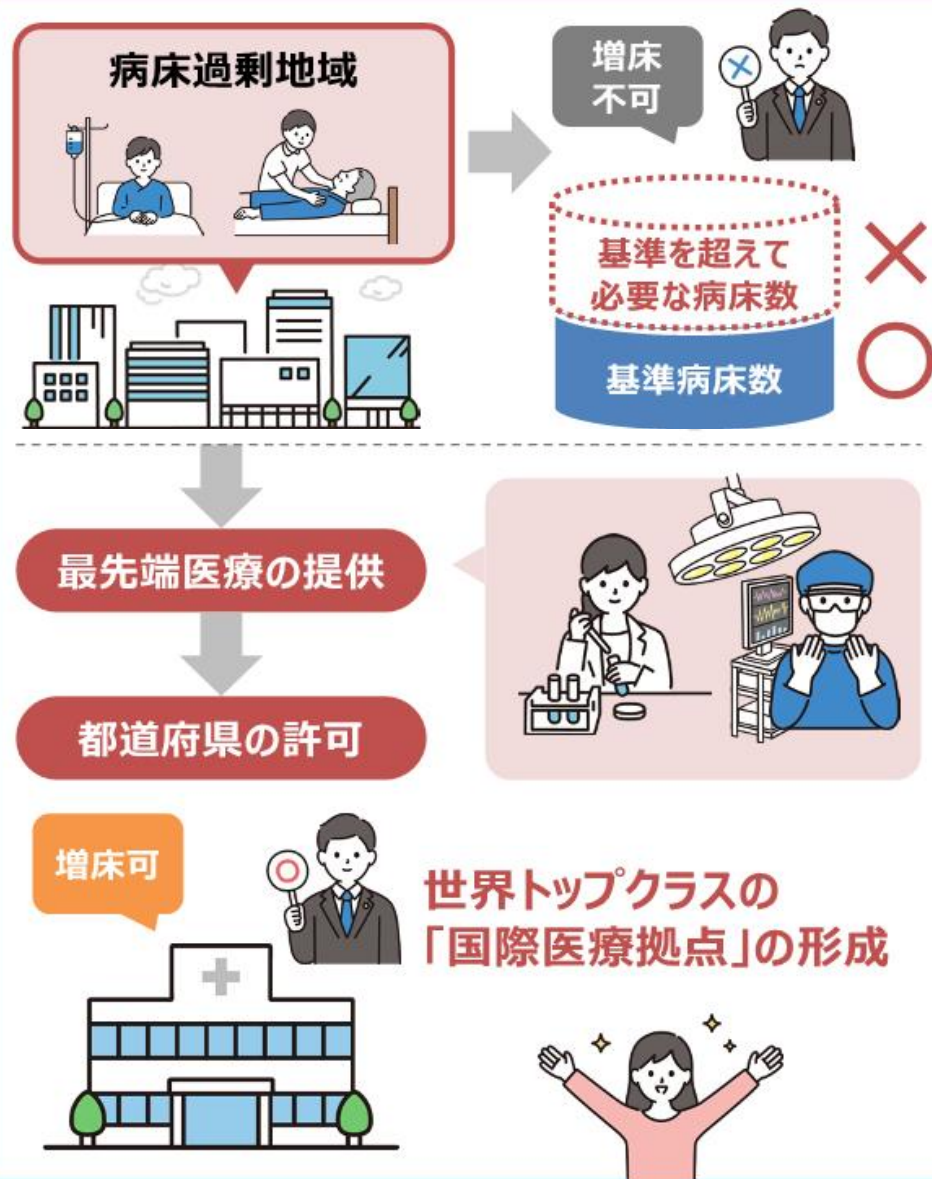 病床過剰地域
増床
不可
基準を超えて
必要な病床数
基準病床数
最先端医療の提供
都道府県の許可
増床可
世界トップクラスの
「国際医療拠点」の形成